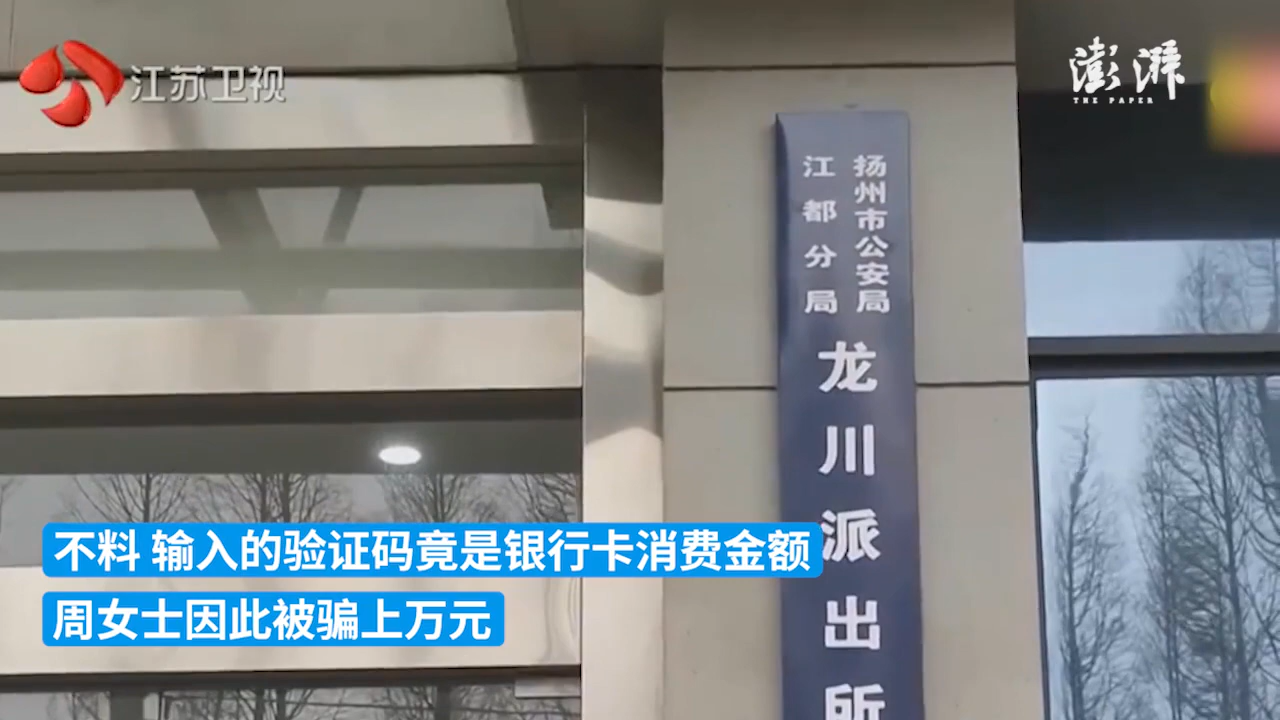 江苏卫视
澎湃
THE PAPER
扬州市公安局
江都分局
龙川派出所
不料 输入的验证码竟是银行卡消费金额
周女士因此被骗上万元